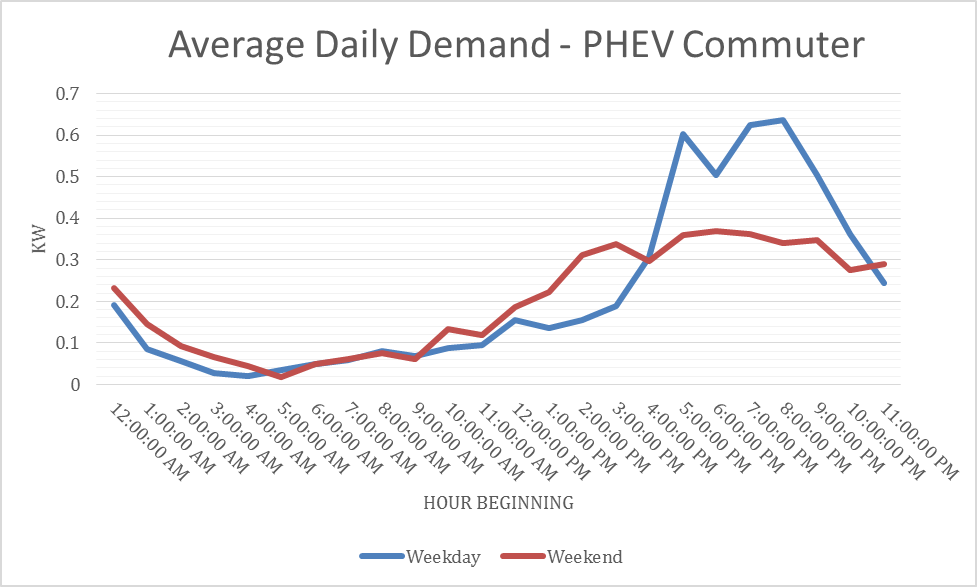 Average Daily Demand - PHEV Commuter
0.7
0.6
0.5
0.4
0.3
0.2
0.1
0
KW
12:00:00 AM
1:00:00 AM
2:00:00 AM
3:00:00 AM
4:00:00 AM
5:00:00 AM
6:00:00 AM
7:00:00 AM
8:00:00 AM
9:00:00 AM
10:00:00 AM
11:00:00 AM
12:00:00 PM
1:00:00 PM
2:00:00 PM
3:00:00 PM
4:00:00 PM
5:00:00 PM
6:00:00 PM
7:00:00 PM
8:00:00 PM
9:00:00 PM
10:00:00 PM
11:00:00 PM
HOUR BEGINNING
Weekday Weekend